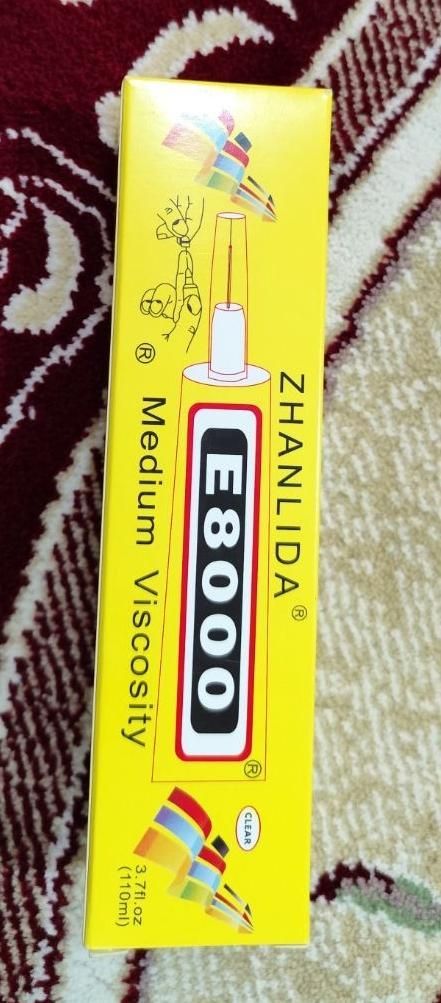 ZHANLIDA®
E8000
®
® Medium Viscosity
CLEAR
3.7fl.oz
(110ml)